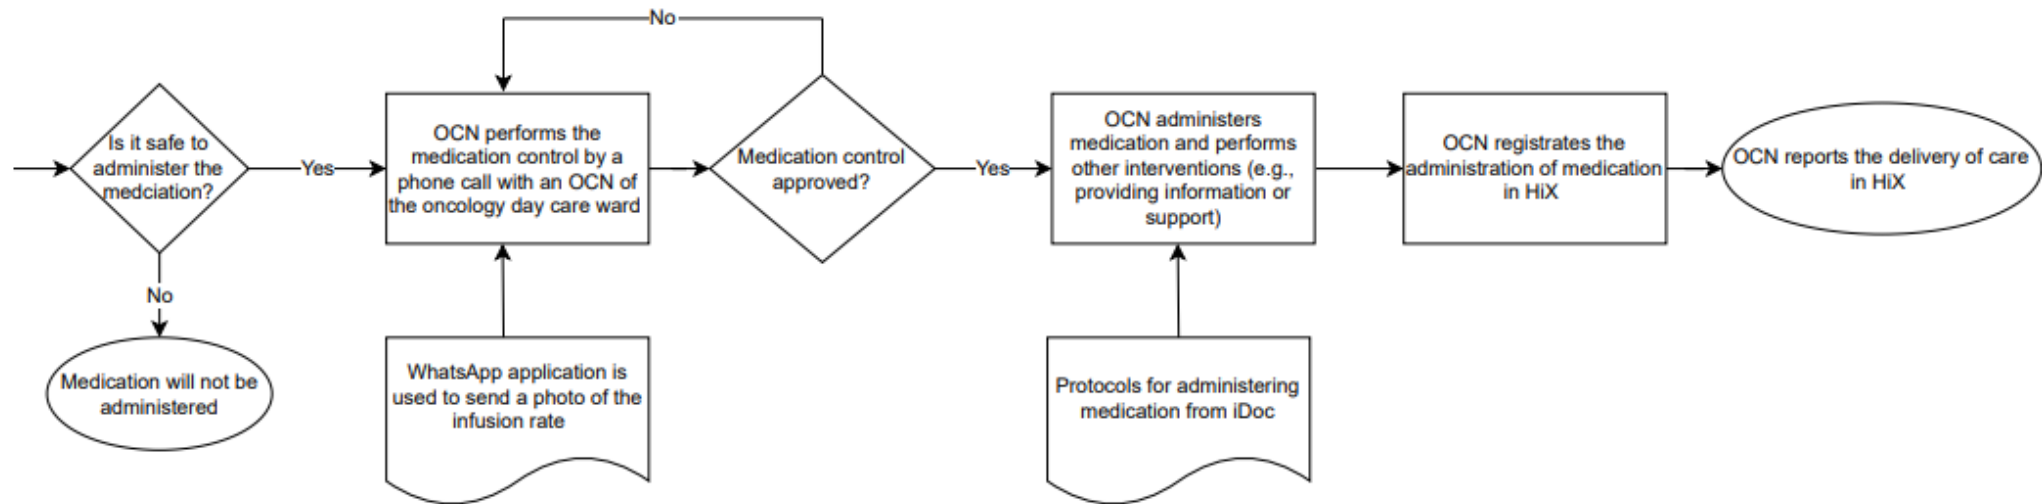 No
Is it safe to
administer the
medciation?
Yes
OCN performs the
medication control by a
phone call with an OCN of
the oncology day care ward
Medication control
approved?
Yes
OCN administers
medication and performs
other interventions (e.g.,
providing information or
support)
OCN registrates the
administration of medication
in HiX
OCN reports the delivery of care
in HiX
No
Medication will not be
administered
WhatsApp application is
used to send a photo of the
infusion rate
Protocols for administering
medication from iDoc